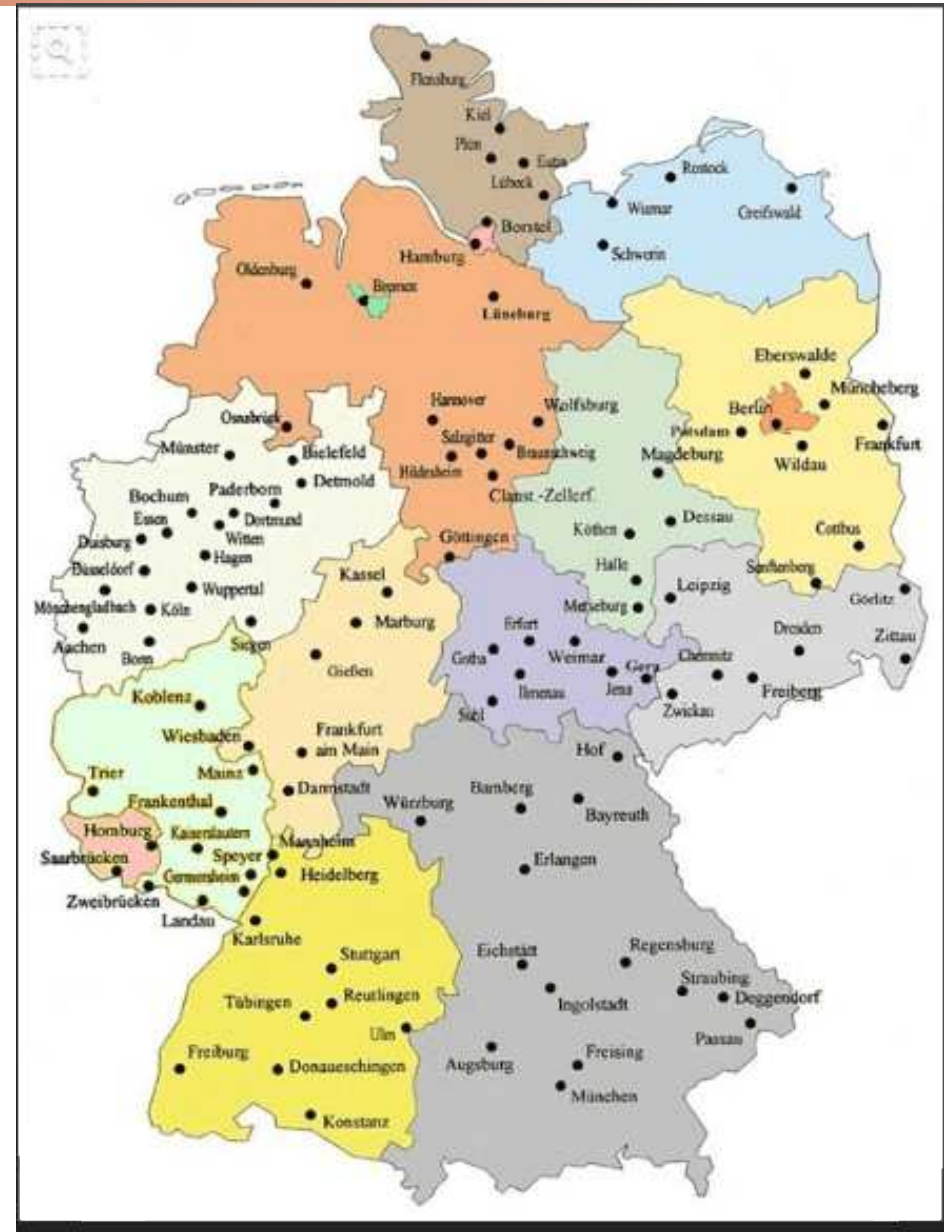 Flensburg
Kiel
Plön
Eutin
Lübeck
Rostock
Wismar
Greifswald
Borstel
Schwerin
Hamburg
Oldenburg
Bremen
Lüneburg
Eberswalde
Müncheberg
Hannover
Wolfsburg
Berlin
Osnabrück
Potsdam
Frankfurt
Salzgitter
Braunschweig
Münster
Bielefeld
Hildesheim
Magdeburg
Wildau
Detmold
Paderborn
Bochum
Claust.-Zellerf.
Essen
Dortmund
Dessau
Witten
Köthen
Cottbus
Duisburg
Göttingen
Hagen
Düsseldorf
Kassel
Halle
Senftenberg
Leipzig
Wuppertal
Görlitz
Mönchengladbach
Köln
Merseburg
Marburg
Siegen
Erfurt
Dresden
Aachen
Zittau
Bonn
Gotha
Weimar
Chemnitz
Gießen
Gera
Ilmenau
Jena
Freiberg
Koblenz
Suhl
Zwickau
Wiesbaden
Frankfurt
am Main
Hof
Trier
Mainz
Darmstadt
Bamberg
Frankenthal
Würzburg
Bayreuth
Homburg
Kaiserslautern
Mannheim
Saarbrücken
Speyer
Erlangen
Germersheim
Heidelberg
Zweibrücken
Landau
Karlsruhe
Eichstätt
Regensburg
Stuttgart
Straubing
Reutlingen
Deggendorf
Tübingen
Ingolstadt
Ulm
Passau
Freiburg
Donaueschingen
Augsburg
Freising
München
Konstanz